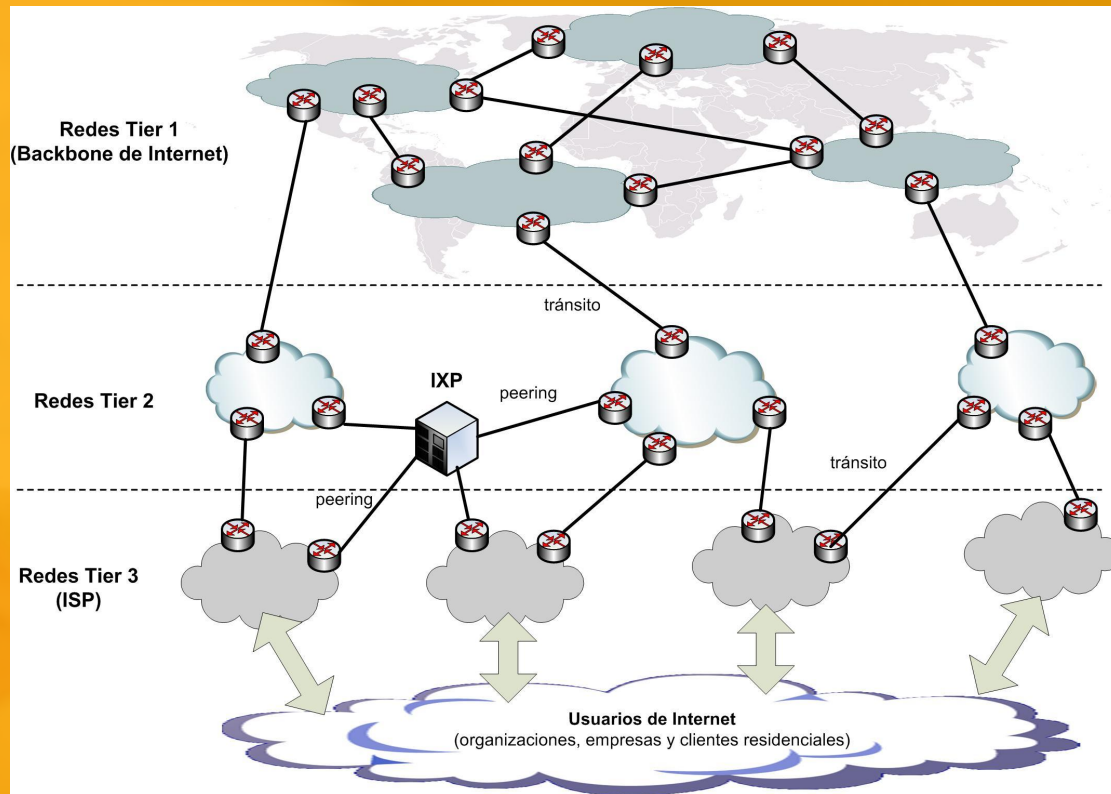 Redes Tier 1
(Backbone de Internet)
tránsito
IXP
peering
Redes Tier 2
tránsito
peering
Redes Tier 3
(ISP)
Usuarios de Internet
(organizaciones, empresas y clientes residenciales)